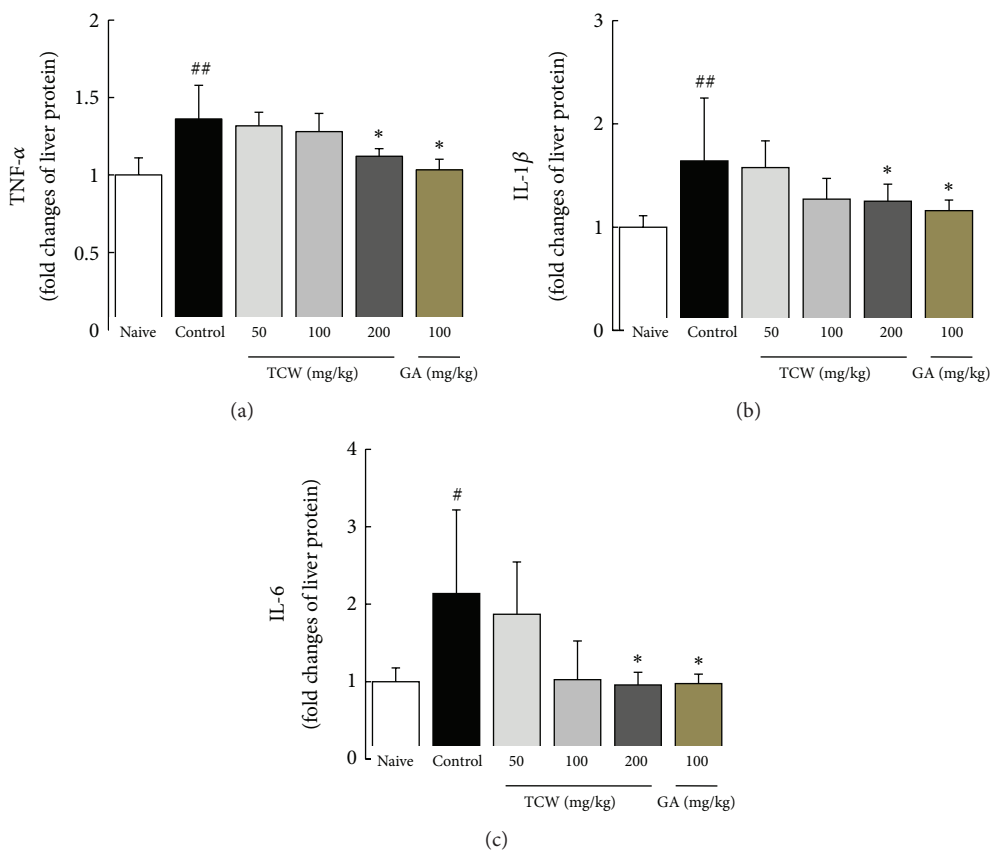 TNF-α
(fold changes of liver protein)
2
1.5
1
0.5
0
##
*
*
Naive Control 50 100 200 100
TCW (mg/kg) GA (mg/kg)
(a)
IL-1β
(fold changes of liver protein)
3
2
1
0
##
*
*
Naive Control 50 100 200 100
TCW (mg/kg) GA (mg/kg)
(b)
IL-6
(fold changes of liver protein)
4
3
2
1
0
#
*
*
Naive Control 50 100 200 100
TCW (mg/kg) GA (mg/kg)
(c)